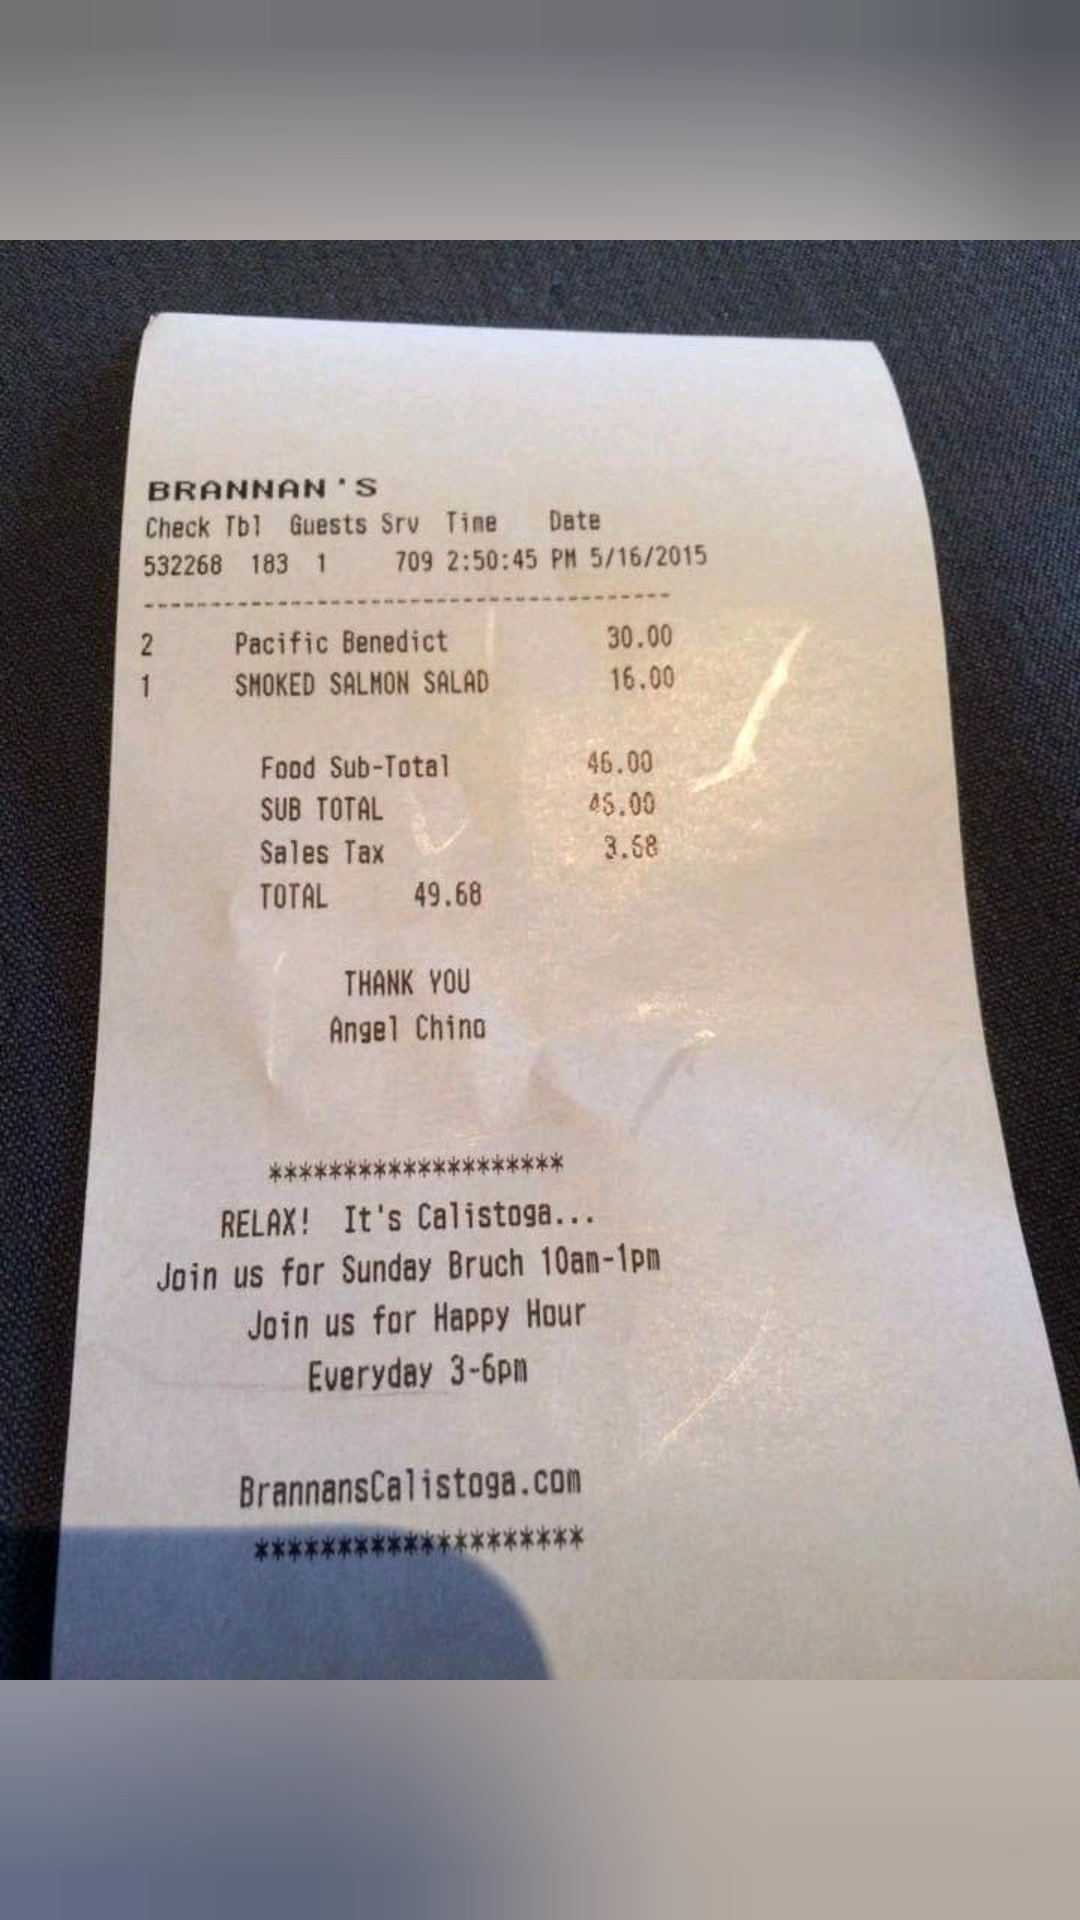 BRANNAN'S
Check Tbl Guests Srv Time Date
532268 183 1 709 2:50:45 PM 5/16/2015
----------------------------------------
2 Pacific Benedict 30.00
1 SMOKED SALMON SALAD 16.00
Food Sub-Total 46.00
SUB TOTAL 46.00
Sales Tax 3.68
TOTAL 49.68
THANK YOU
Angel Chino
********************
RELAX! It's Calistoga...
Join us for Sunday Bruch 10am-1pm
Join us for Happy Hour
Everyday 3-6pm
BrannansCalistoga.com
********************